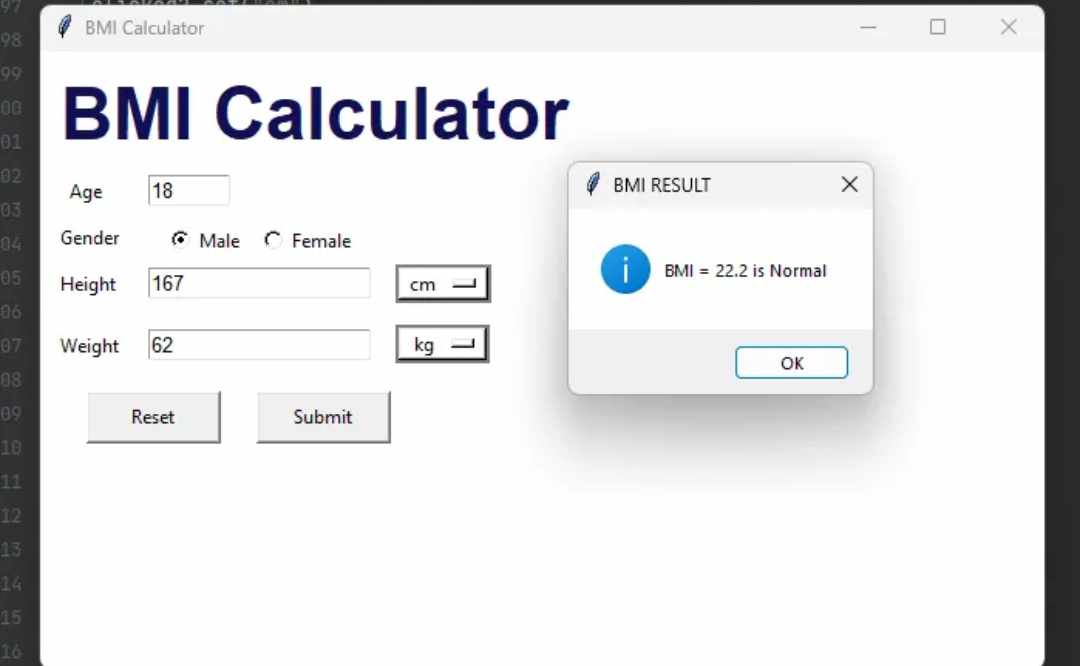 BMI Calculator
BMI Calculator
Age 18
Gender Male Female
Height 167 cm
Weight 62 kg
Reset Submit
BMI RESULT
BMI = 22.2 is Normal
OK
97
98
99
00
01
02
03
04
05
06
07
08
09
10
11
12
13
14
15
16